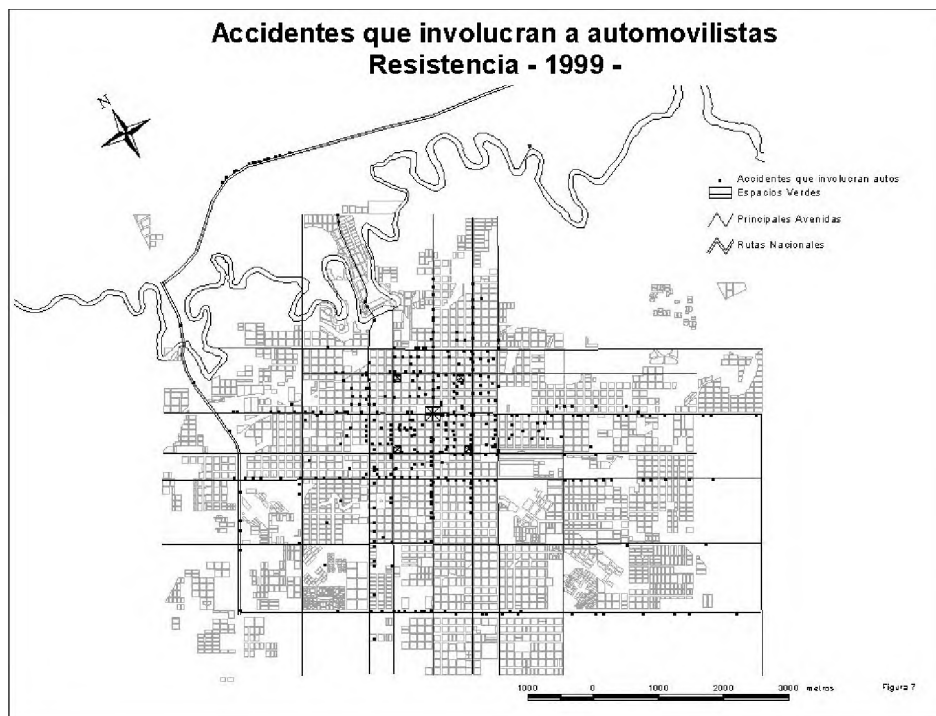 Accidentes que involucran a automovilistas
Resistencia - 1999 -
N
Accidentes que involucran autos
Espacios Verdes
Principales Avenidas
Rutas Nacionales
1000 0 1000 2000 3000 metros
Figura 7